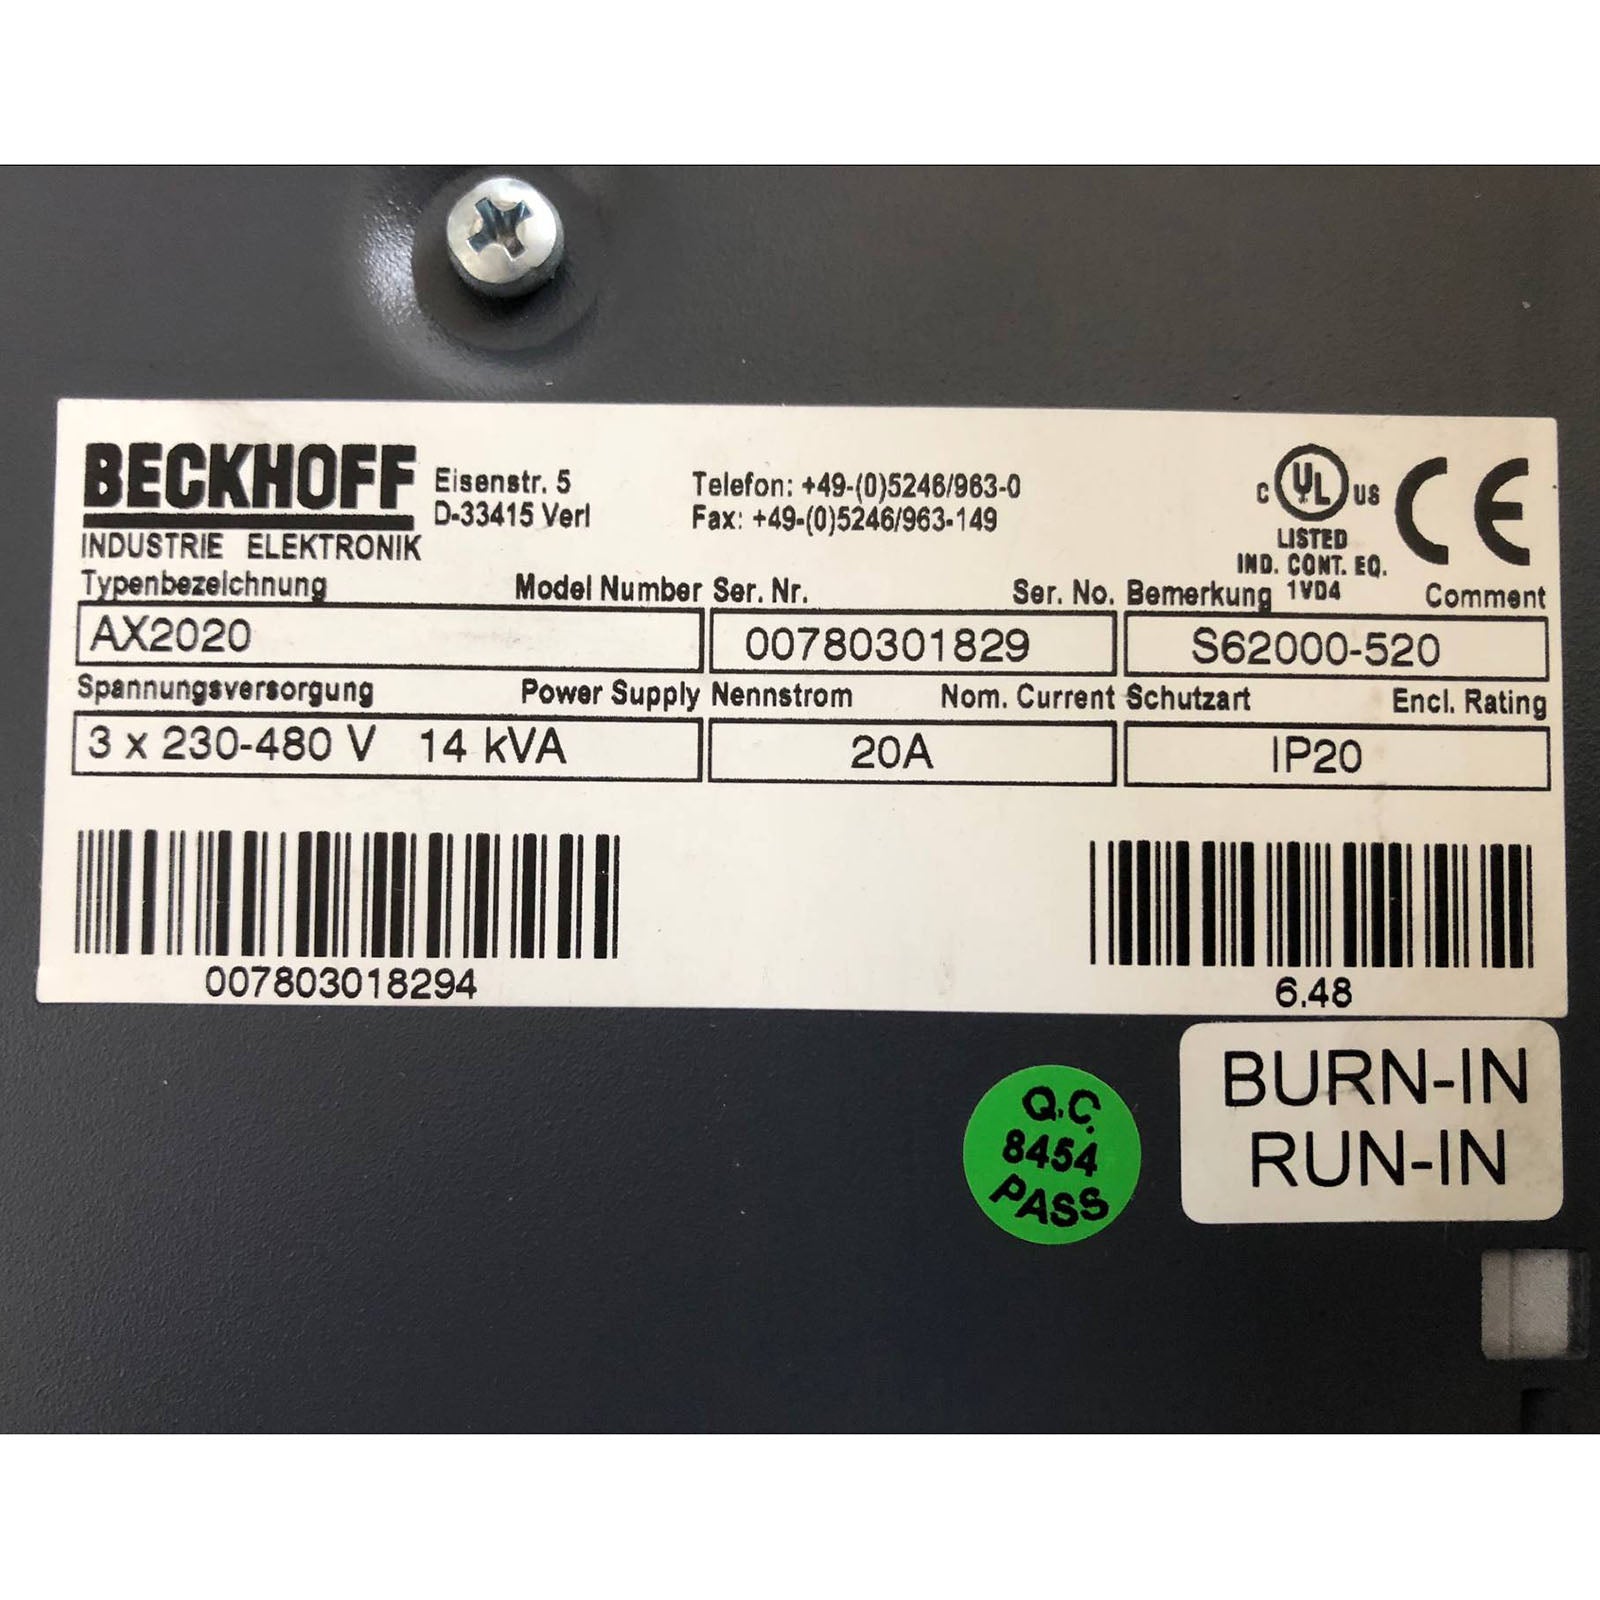 BECKHOFF
INDUSTRIE ELEKTRONIK
Eisenstr. 5
D-33415 Verl
Telefon: +49-(0)5246/963-0
Fax: +49-(0)5246/963-149
C UL US
LISTED
IND. CONT. EQ.
1VD4
CE
Typenbezeichnung Model Number Ser. Nr. Ser. No. Bemerkung Comment
AX2020 00780301829 S62000-520
Spannungsversorgung Power Supply Nennstrom Nom. Current Schutzart Encl. Rating
3 x 230-480 V 14 kVA 20A IP20
007803018294 6.48
Q.C.
8454
PASS
BURN-IN
RUN-IN